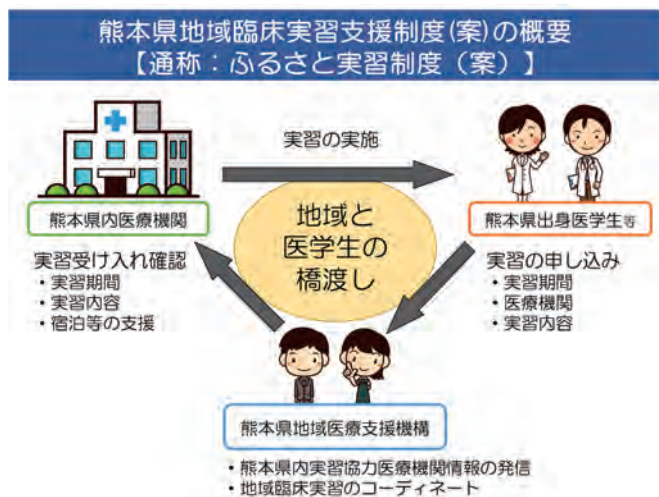 熊本県地域臨床実習支援制度(案)の概要
【通称：ふるさと実習制度（案）】
実習の実施
熊本県内医療機関
熊本県出身医学生等
地域と
医学生の
橋渡し
実習受け入れ確認
・実習期間
・実習内容
・宿泊等の支援
実習の申し込み
・実習期間
・医療機関
・実習内容
熊本県地域医療支援機構
・熊本県内実習協力医療機関情報の発信
・地域臨床実習のコーディネート